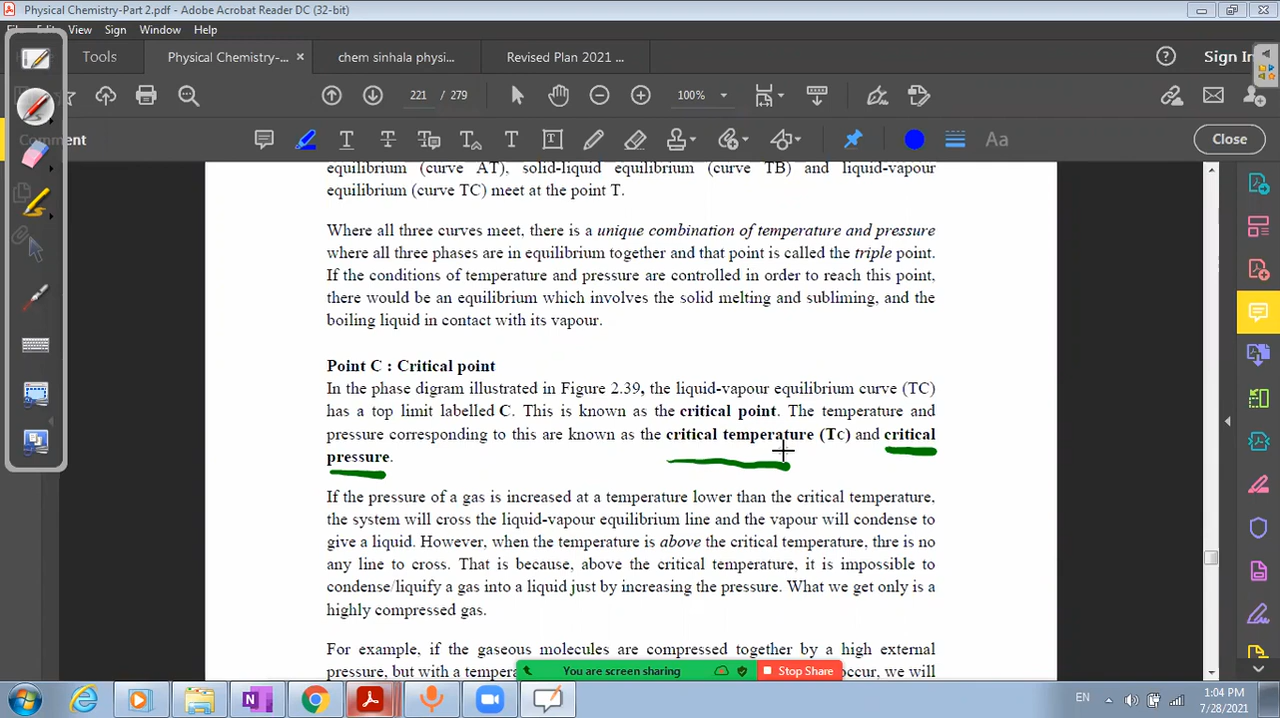 Physical Chemistry-Part 2.pdf - Adobe Acrobat Reader DC (32-bit)
View Sign Window Help
Tools Physical Chemistry-... × chem sinhala physi... Revised Plan 2021 ... Sign In
221 / 279 100%
Comment Aa Close
equilibrium (curve AT), solid-liquid equilibrium (curve TB) and liquid-vapour
equilibrium (curve TC) meet at the point T.
Where all three curves meet, there is a unique combination of temperature and pressure
where all three phases are in equilibrium together and that point is called the triple point.
If the conditions of temperature and pressure are controlled in order to reach this point,
there would be an equilibrium which involves the solid melting and subliming, and the
boiling liquid in contact with its vapour.
Point C : Critical point
In the phase digram illustrated in Figure 2.39, the liquid-vapour equilibrium curve (TC)
has a top limit labelled C. This is known as the critical point. The temperature and
pressure corresponding to this are known as the critical temperature (TC) and critical
pressure.
If the pressure of a gas is increased at a temperature lower than the critical temperature,
the system will cross the liquid-vapour equilibrium line and the vapour will condense to
give a liquid. However, when the temperature is above the critical temperature, thre is no
any line to cross. That is because, above the critical temperature, it is impossible to
condense/liquify a gas into a liquid just by increasing the pressure. What we get only is a
highly compressed gas.
For example, if the gaseous molecules are compressed together by a high external
pressure, but with a tempera occur, we will
You are screen sharing Stop Share
EN 1:04 PM
7/28/2021